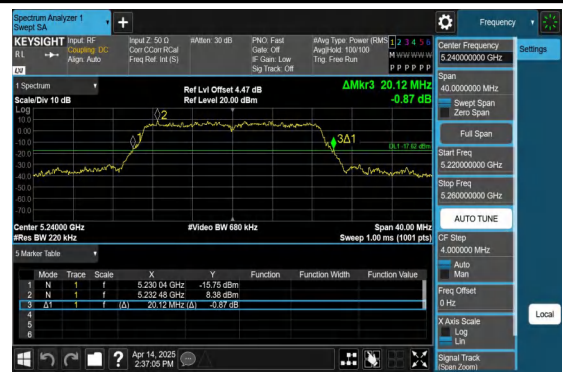 Spectrum Analyzer 1
Swept SA
Frequency
KEYSIGHT
Input: RF
Coupling: DC
Align: Auto
Input Z: 50 Ω
Corr CCorr RCal
Freq Ref: Int (S)
#Atten: 30 dB
PNO: Fast
Gate: Off
IF Gain: Low
Sig Track: Off
#Avg Type: Power (RMS)
Avg|Hold: 100/100
Trig: Free Run
1 2 3 4 5 6
M W W W W W
P P P P P P
RL
LXI
1 Spectrum
Scale/Div 10 dB
Ref Lvl Offset 4.47 dB
Ref Level 20.00 dBm
ΔMkr3 20.12 MHz
-0.87 dB
Log
10.0
0.00
-10.0
-20.0
-30.0
-40.0
-50.0
-60.0
-70.0
1
2
3Δ1
DL1 -17.62 dBm
Center 5.24000 GHz
#Res BW 220 kHz
#Video BW 680 kHz
Span 40.00 MHz
Sweep 1.00 ms (1001 pts)
5 Marker Table
Mode Trace Scale X Y Function Function Width Function Value
1 N 1 f 5.230 04 GHz -15.75 dBm
2 N 1 f 5.232 48 GHz 8.38 dBm
3 Δ1 1 f (Δ) 20.12 MHz (Δ) -0.87 dB
4
5
6
Apr 14, 2025
2:37:05 PM
Center Frequency
5.240000000 GHz
Settings
Span
40.0000000 MHz
Swept Span
Zero Span
Full Span
Start Freq
5.220000000 GHz
Stop Freq
5.260000000 GHz
AUTO TUNE
CF Step
4.000000 MHz
Auto
Man
Freq Offset
0 Hz
X Axis Scale
Log
Lin
Local
Signal Track
(Span Zoom)